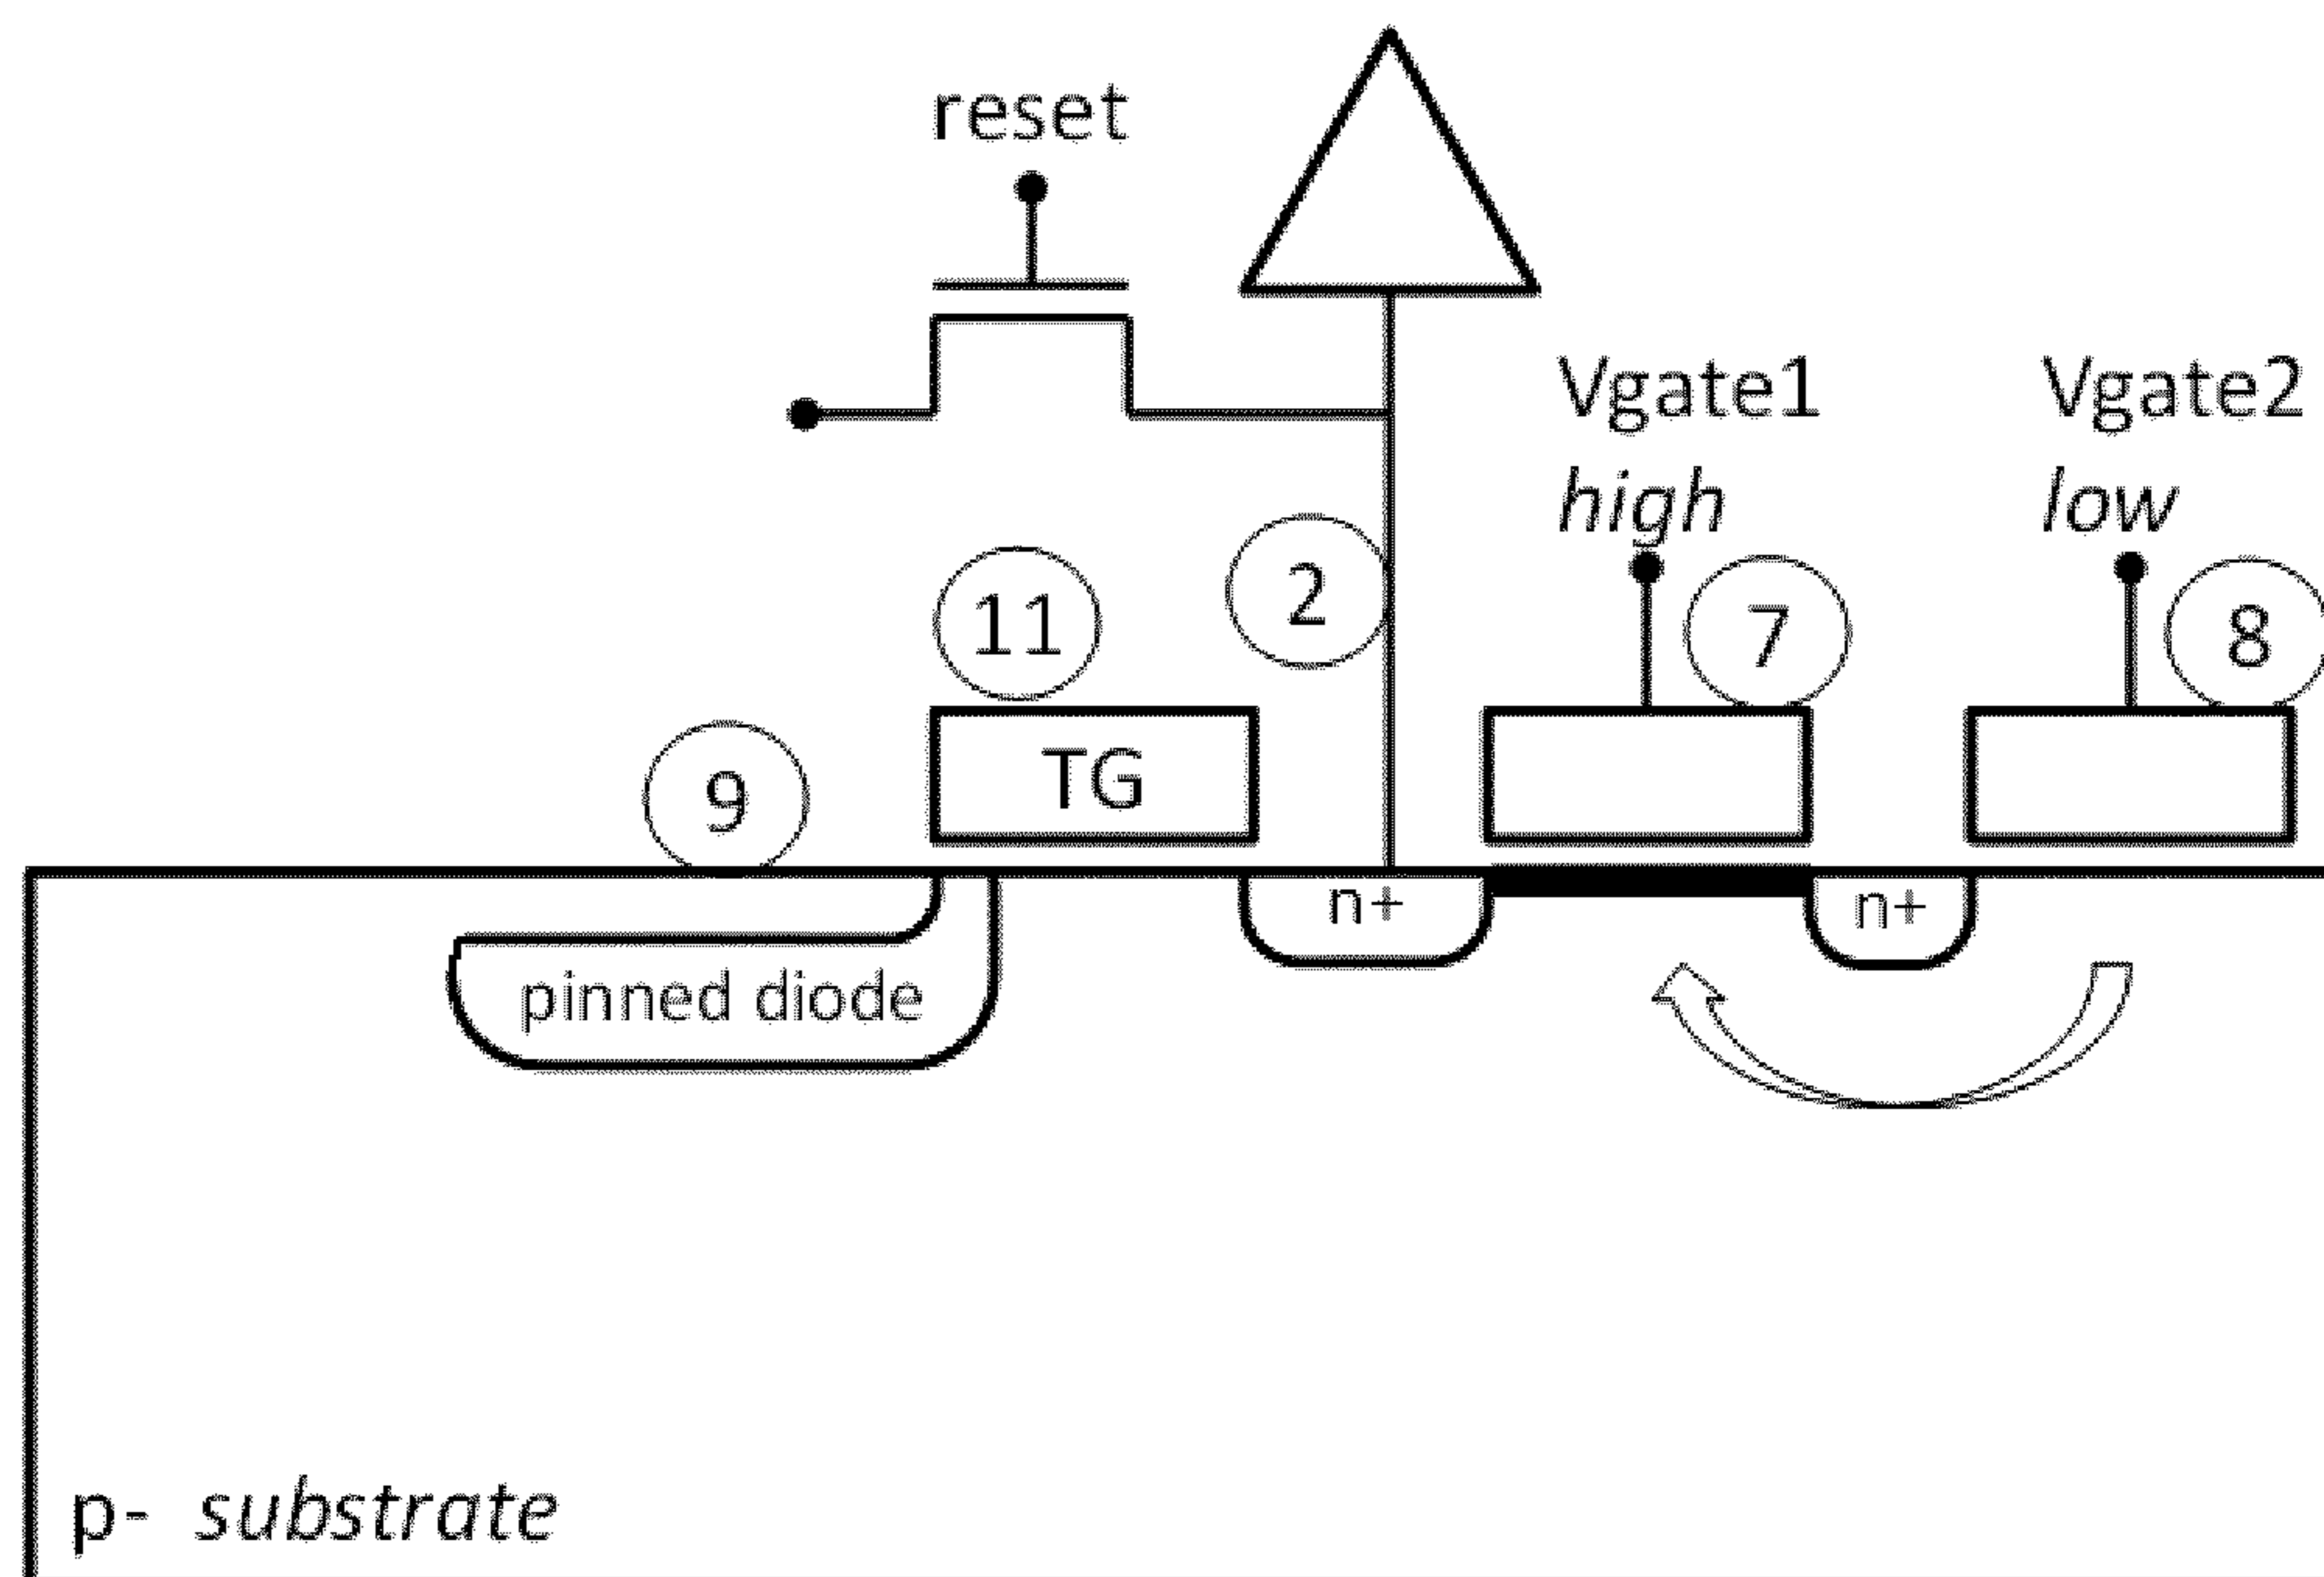 reset
Vgate1
high
Vgate2
low
11
2
7
8
9
TG
n+
n+
pinned diode
p- substrate